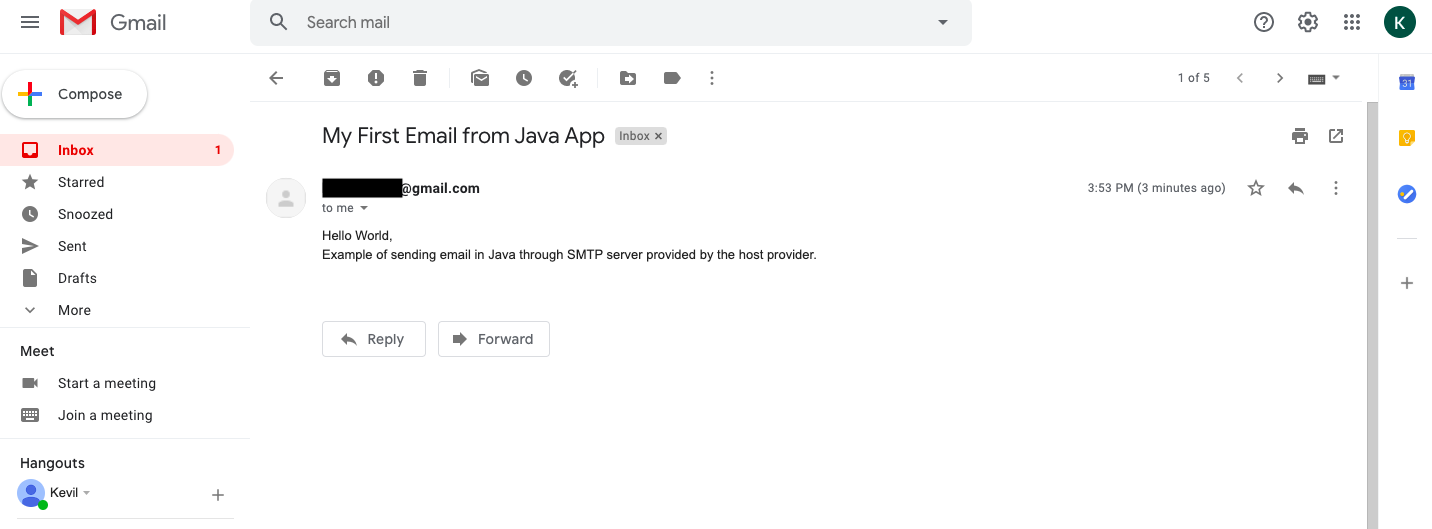 Gmail
Search mail
K
Compose
1 of 5
31
My First Email from Java App Inbox ×
Inbox 1
Starred
Snoozed
Sent
Drafts
More
@gmail.com
3:53 PM (3 minutes ago)
to me
Hello World,
Example of sending email in Java through SMTP server provided by the host provider.
Reply
Forward
Meet
Start a meeting
Join a meeting
Hangouts
Kevil